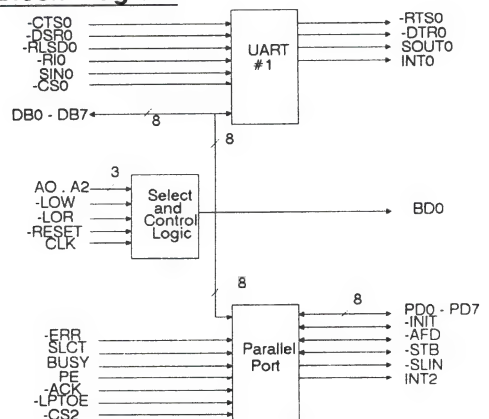 -CTS0
-DSR0
-RLSD0
-RI0
SIN0
-CS0
DB0 - DB7
8
UART
#1
-RTS0
-DTR0
SOUT0
INT0
8
3
AO . A2
-LOW
-LOR
-RESET
CLK
Select
and
Control
Logic
BD0
8
-ERR
SLCT
BUSY
PE
-ACK
-LPTOE
-CS2
Parallel
Port
8
PD0 - PD7
-INIT
-AFD
-STB
-SLIN
INT2